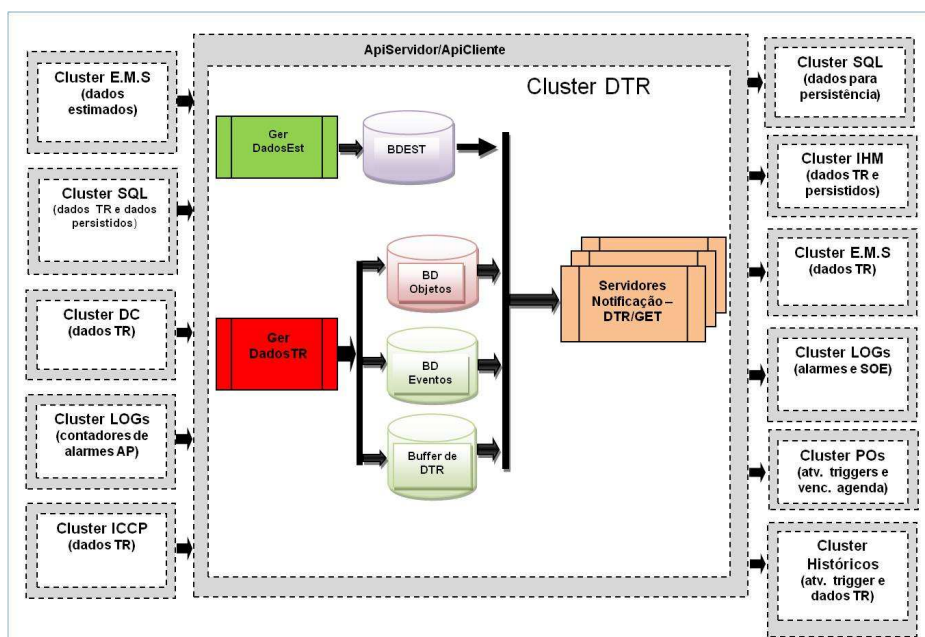 ApiServidor/ApiCliente
Cluster DTR
Cluster E.M.S
(dados
estimados)
Cluster SQL
(dados TR e dados
persistidos)
Cluster DC
(dados TR)
Cluster LOGs
(contadores de
alarmes AP)
Cluster ICCP
(dados TR)
Ger
DadosEst
BDEST
Ger
DadosTR
BD
Objetos
BD
Eventos
Buffer de
DTR
Servidores
Notificação –
DTR/GET
Cluster SQL
(dados para
persistência)
Cluster IHM
(dados TR e
persistidos)
Cluster E.M.S
(dados TR)
Cluster LOGs
(alarmes e SOE)
Cluster POs
(atv. triggers e
venc. agenda)
Cluster
Históricos
(atv. trigger e
dados TR)